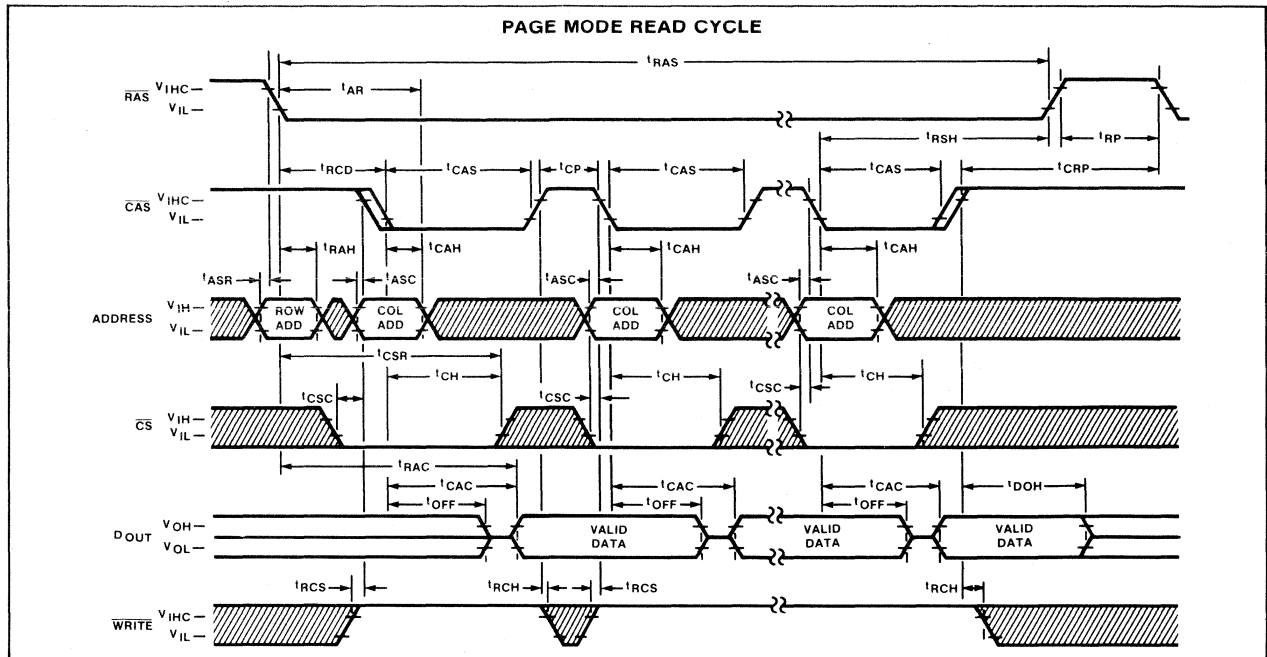 PAGE MODE READ CYCLE
tRAS
tAR
RAS VIHC
VIL
tRSH
tRP
tRCD
tCAS
tCP
tCAS
tCAS
tCRP
CAS VIHC
VIL
tRAH
tCAH
tCAH
tCAH
tASR
tASC
tASC
tASC
ADDRESS VIH
VIL
ROW ADD
COL ADD
COL ADD
COL ADD
tCSR
tCH
tCH
tCH
tCSC
tCSC
tCSC
CS VIH
VIL
tRAC
tCAC
tCAC
tCAC
tDOH
tOFF
tOFF
tOFF
DOUT VOH
VOL
VALID DATA
VALID DATA
VALID DATA
tRCS
tRCH
tRCS
tRCH
WRITE VIHC
VIL